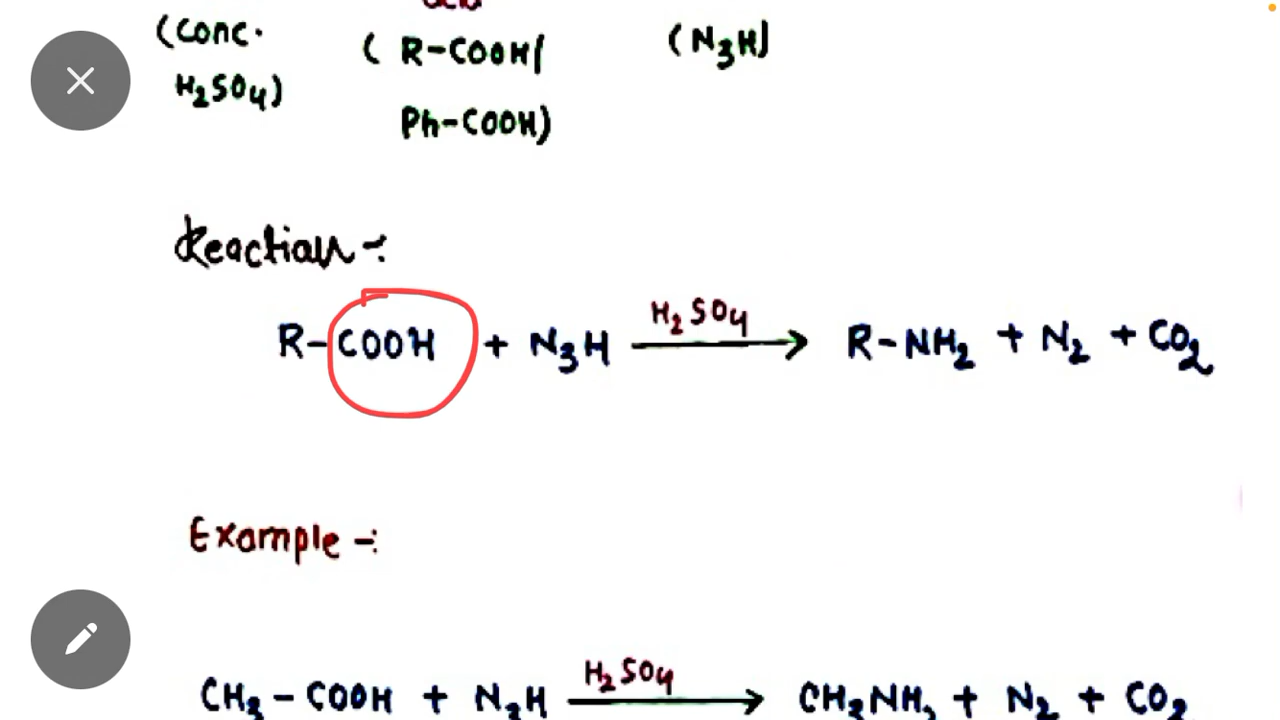 acid
(Conc. (R-COOH/ (N₃H)
H₂SO₄)
Ph-COOH)
Reaction -:
R-COOH + N₃H H₂SO₄ → R-NH₂ + N₂ + CO₂
Example -:
CH₃-COOH + N₃H H₂SO₄ → CH₃NH₂ + N₂ + CO₂